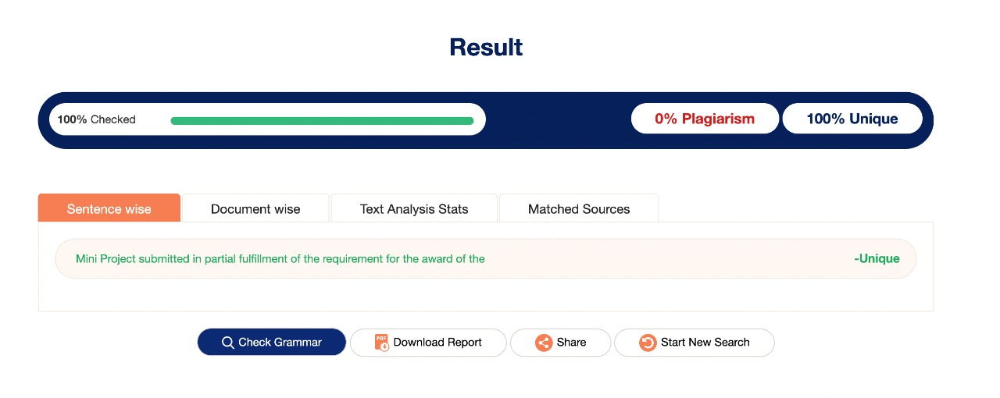 Result
100% Checked
0% Plagiarism
100% Unique
Sentence wise
Document wise
Text Analysis Stats
Matched Sources
Mini Project submitted in partial fulfillment of the requirement for the award of the
-Unique
Check Grammar
PDF
Download Report
Share
Start New Search